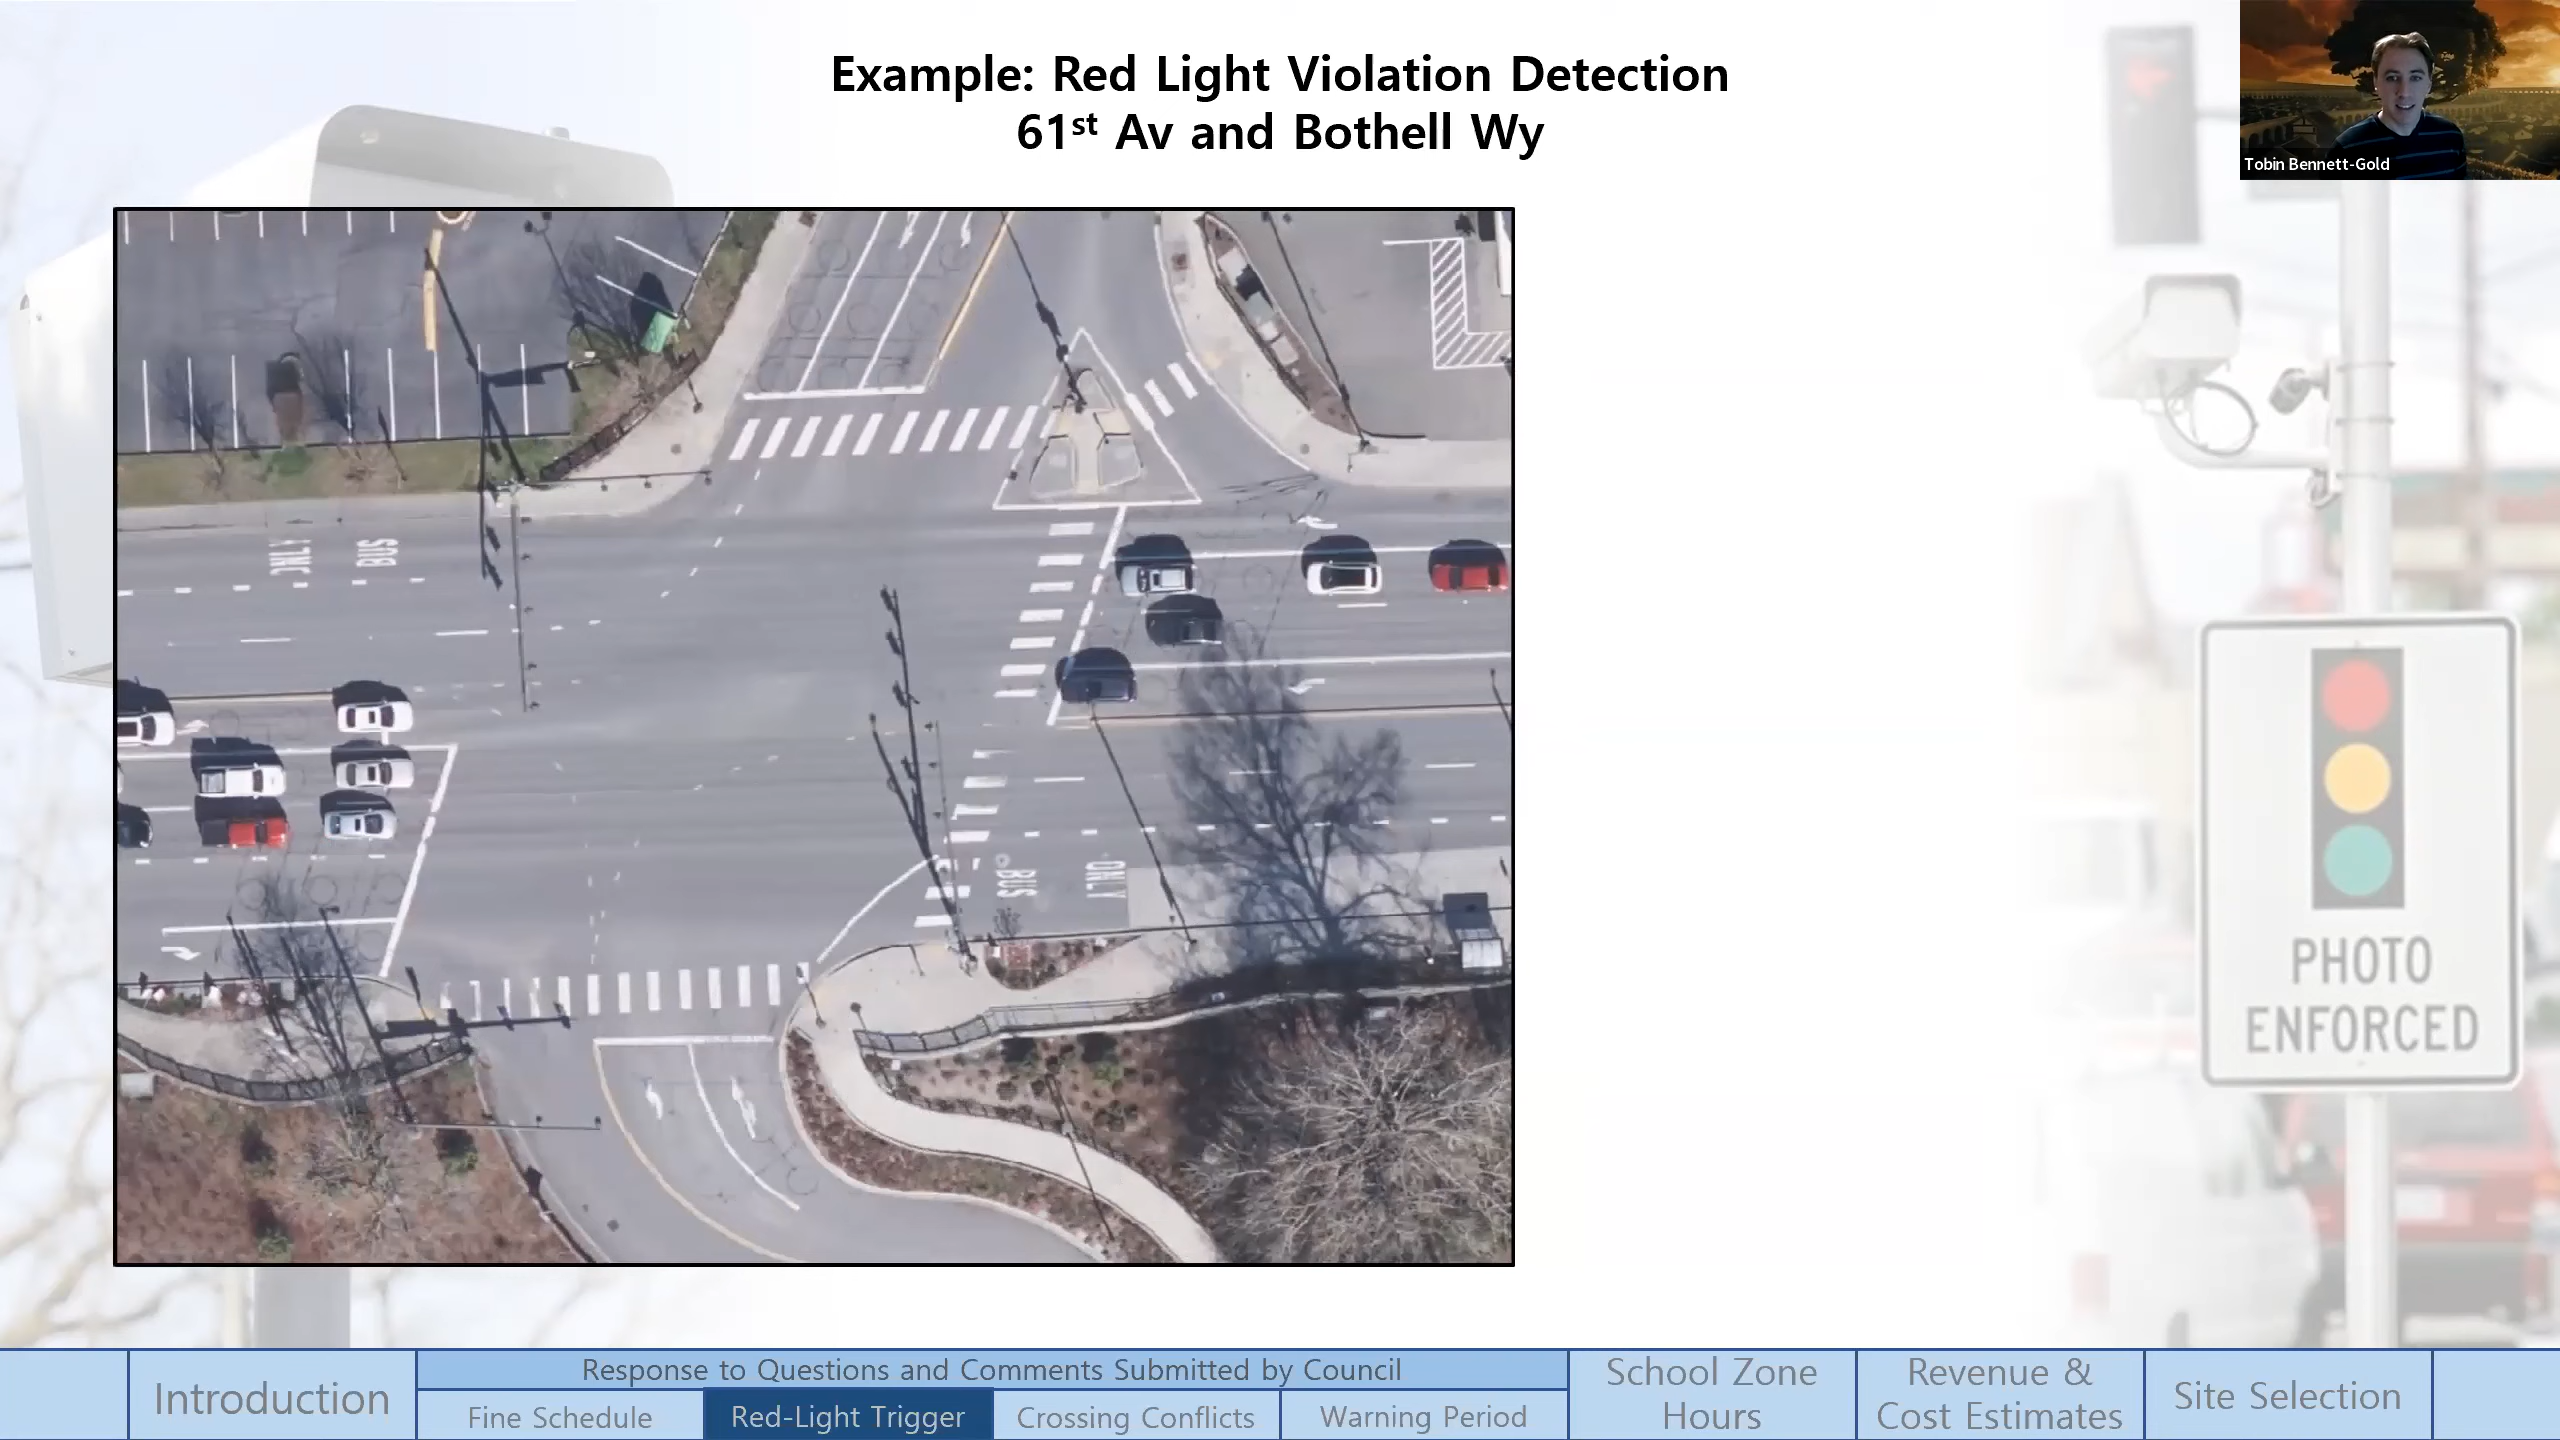 Example: Red Light Violation Detection
61st Av and Bothell Wy
Tobin Bennett-Gold
ONLY BUS
BUS ONLY
PHOTO
ENFORCED
Introduction
Response to Questions and Comments Submitted by Council
Fine Schedule
Red-Light Trigger
Crossing Conflicts
Warning Period
School Zone
Hours
Revenue &
Cost Estimates
Site Selection